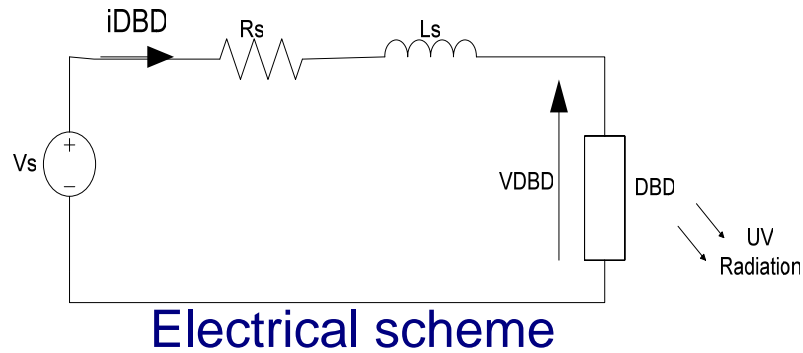 iDBD
Rs
Ls
Vs
+
−
VDBD
DBD
UV
Radiation
Electrical scheme